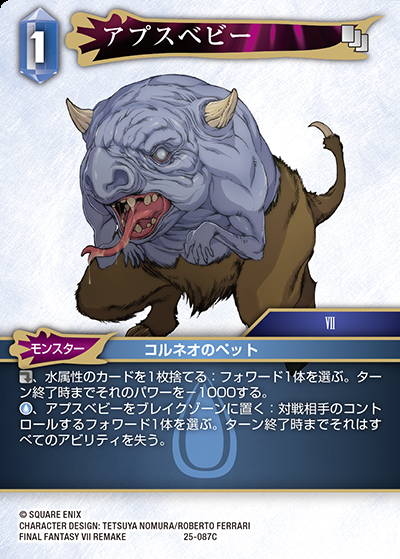 1
アプスベビー
VII
モンスター
コルネオのペット
、水属性のカードを1枚捨てる：フォワード1体を選ぶ。ター
ン終了時までそれのパワーを－1000する。
、アプスベビーをブレイクゾーンに置く：対戦相手のコント
ロールするフォワード1体を選ぶ。ターン終了時までそれはす
べてのアビリティを失う。
© SQUARE ENIX
CHARACTER DESIGN: TETSUYA NOMURA/ROBERTO FERRARI
FINAL FANTASY VII REMAKE 25-087C